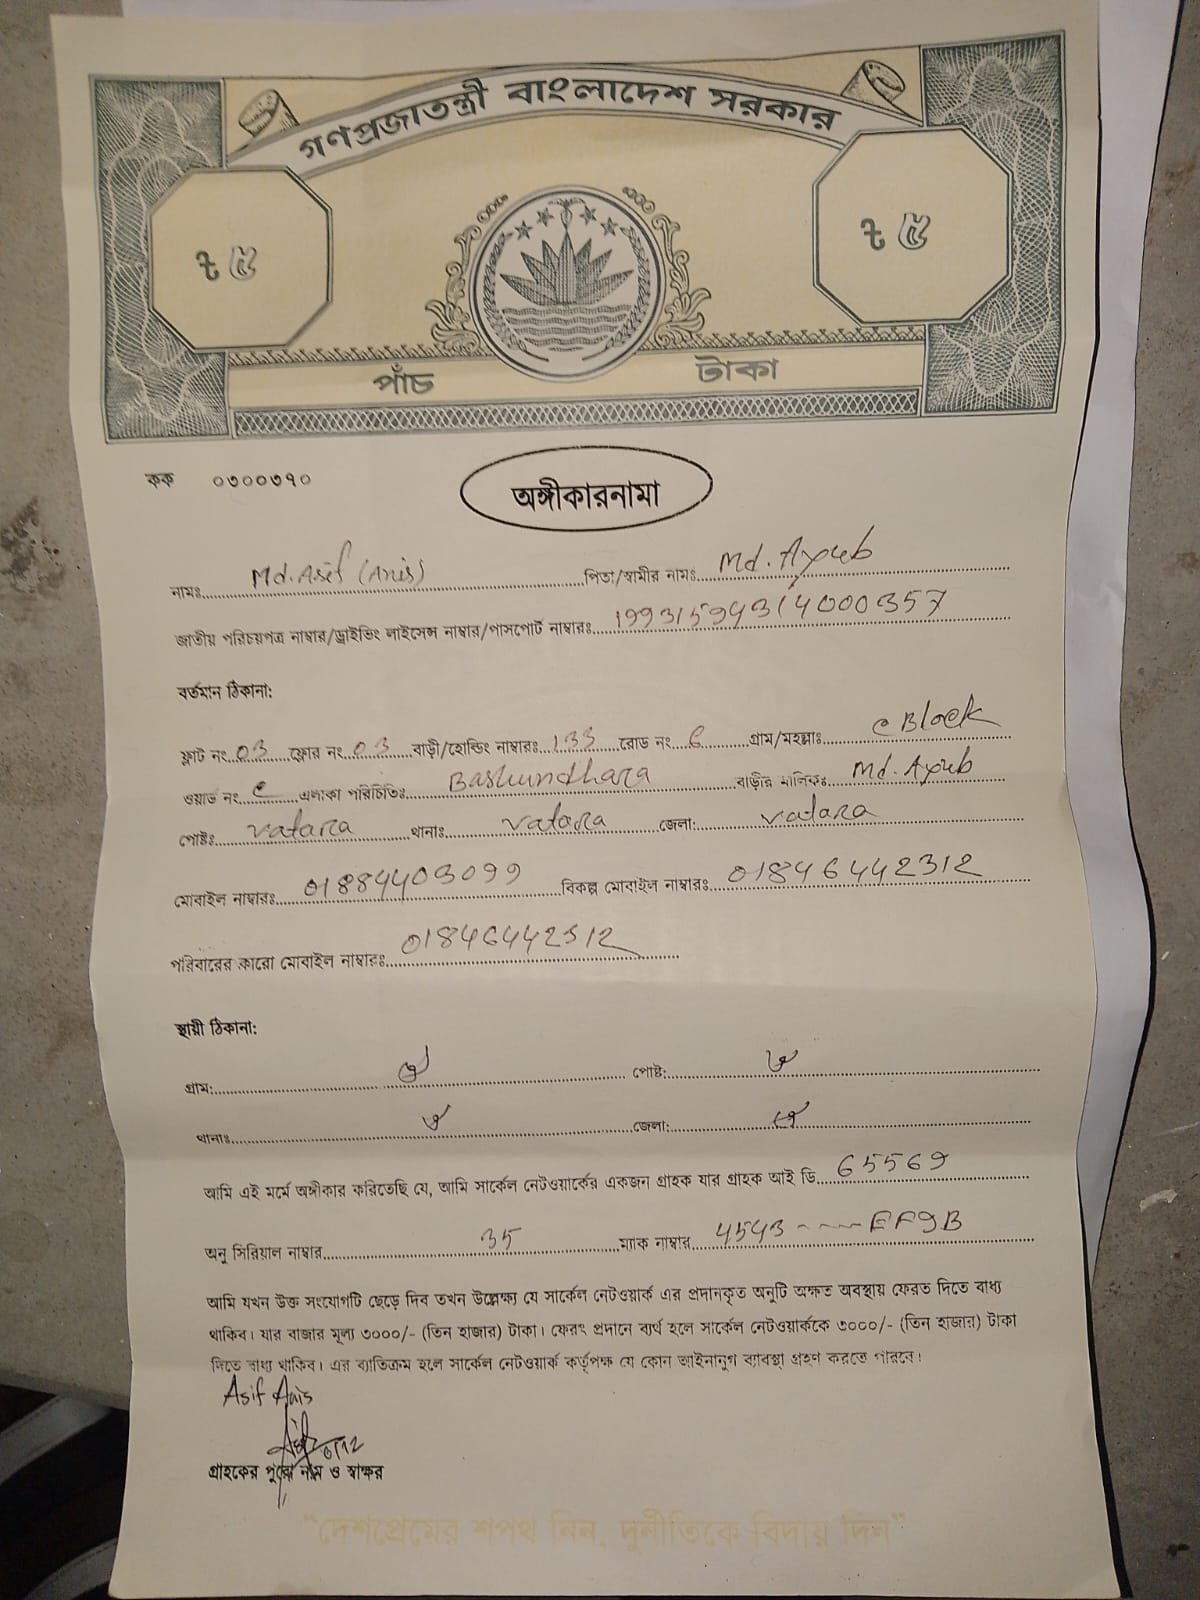 গণপ্রজাতন্ত্রী বাংলাদেশ সরকার
৳ ৫ ৳ ৫
পাঁচ টাকা
কক ০৩০০৩৭০
অঙ্গীকারনামা
নামঃ Md. Asif (Anis) পিতা/স্বামীর নামঃ Md. Ayub
জাতীয় পরিচয়পত্র নাম্বার/ড্রাইভিং লাইসেন্স নাম্বার/পাসপোর্ট নাম্বারঃ 19931594314000357
বর্তমান ঠিকানা:
ফ্লাট নং 03 ফ্লোর নং 03 বাড়ী/হোল্ডিং নাম্বারঃ 133 রোড নং 6 গ্রাম/মহল্লাঃ C Block
ওয়ার্ড নং C এলাকা পরিচিতিঃ Bashundhara বাড়ীর মালিকঃ Md. Ayub
পোষ্টঃ vatara থানাঃ vatara জেলা: vatara
মোবাইল নাম্বারঃ 01884403099 বিকল্প মোবাইল নাম্বারঃ 01846442312
পরিবারের কারো মোবাইল নাম্বারঃ 01846442312
স্থায়ী ঠিকানা:
গ্রাম: পোষ্ট:
থানাঃ জেলা:
আমি এই মর্মে অঙ্গীকার করিতেছি যে, আমি সার্কেল নেটওয়ার্কের একজন গ্রাহক যার গ্রাহক আই ডি 65569
অনু সিরিয়াল নাম্বার 35 ম্যাক নাম্বার 4543 ---- EF9B
আমি যখন উক্ত সংযোগটি ছেড়ে দিব তখন উল্লেক্ষ্য যে সার্কেল নেটওয়ার্ক এর প্রদানকৃত অনুটি অক্ষত অবস্থায় ফেরত দিতে বাধ্য
থাকিব। যার বাজার মূল্য ৩০০০/- (তিন হাজার) টাকা। ফেরৎ প্রদানে ব্যর্থ হলে সার্কেল নেটওয়ার্ককে ৩০০০/- (তিন হাজার) টাকা
দিতে বাধ্য থাকিব। এর ব্যতিক্রম হলে সার্কেল নেটওয়ার্ক কর্তৃপক্ষ যে কোন আইনানুগ ব্যাবস্থা গ্রহণ করতে পারবে।
Asif Anis
গ্রাহকের পুরো নাম ও স্বাক্ষর
“দেশপ্রেমের শপথ নিন, দুর্নীতিকে বিদায় দিন”